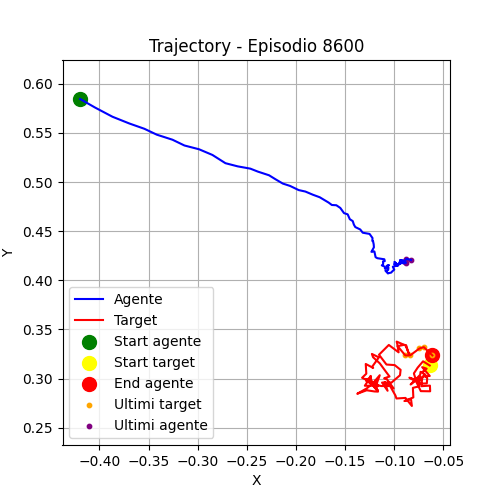 Trajectory - Episodio 8600
Y
0.60
0.55
0.50
0.45
0.40
0.35
0.30
0.25
Agente
Target
Start agente
Start target
End agente
Ultimi target
Ultimi agente
−0.40 −0.35 −0.30 −0.25 −0.20 −0.15 −0.10 −0.05
X